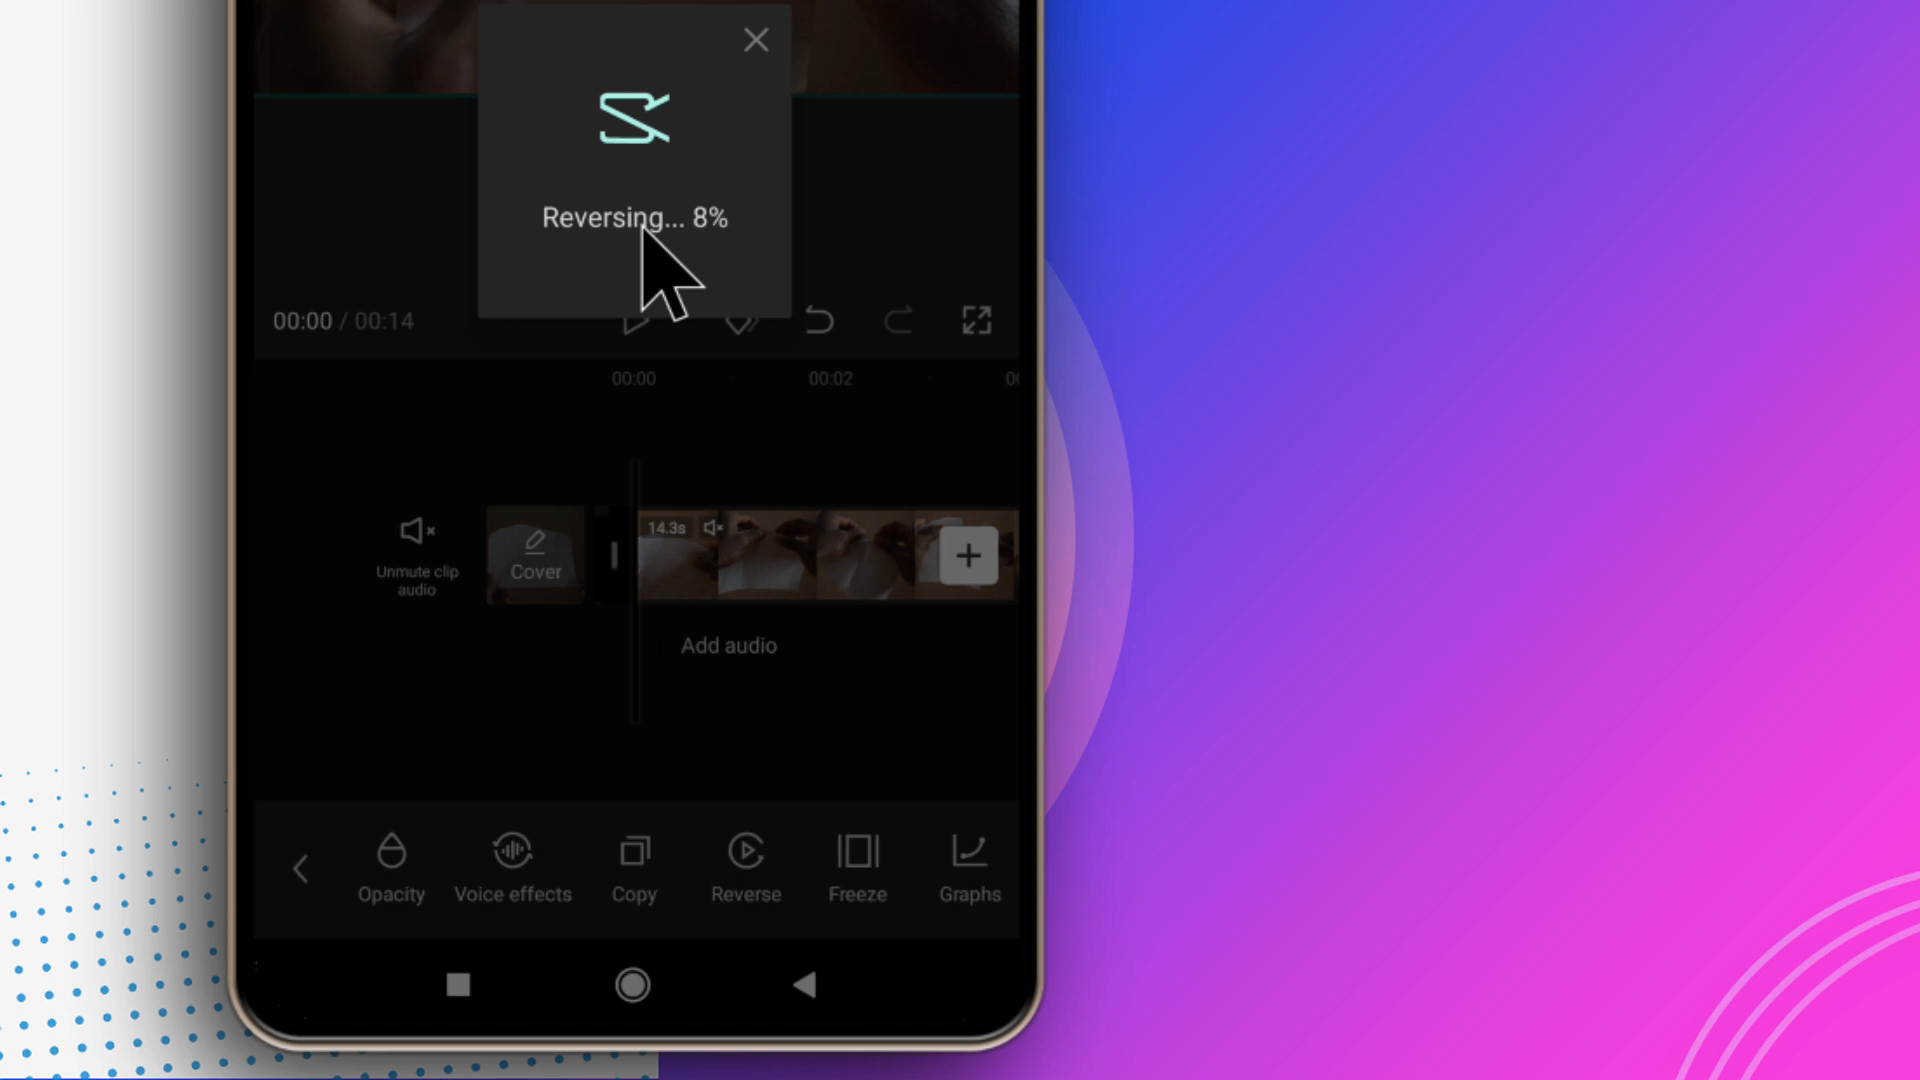 Reversing... 8%
00:00 / 00:14
00:00
00:02
14.3s
Unmute clip
audio
Cover
Add audio
Opacity
Voice effects
Copy
Reverse
Freeze
Graphs